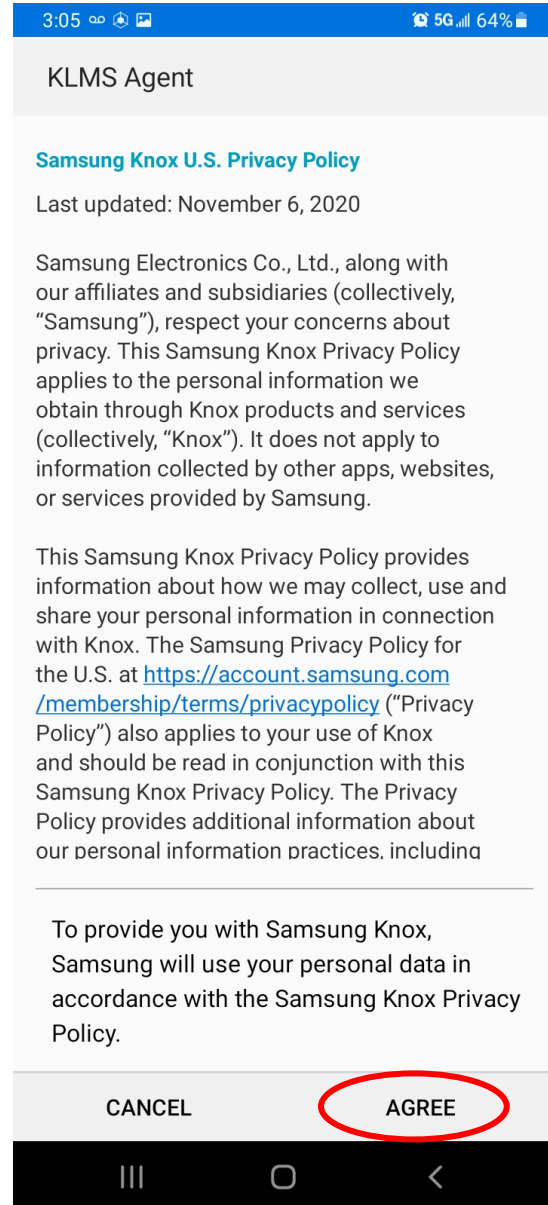 3:05 5G 64%
KLMS Agent
Samsung Knox U.S. Privacy Policy
Last updated: November 6, 2020
Samsung Electronics Co., Ltd., along with
our affiliates and subsidiaries (collectively,
“Samsung”), respect your concerns about
privacy. This Samsung Knox Privacy Policy
applies to the personal information we
obtain through Knox products and services
(collectively, “Knox”). It does not apply to
information collected by other apps, websites,
or services provided by Samsung.
This Samsung Knox Privacy Policy provides
information about how we may collect, use and
share your personal information in connection
with Knox. The Samsung Privacy Policy for
the U.S. at https://account.samsung.com
/membership/terms/privacypolicy (“Privacy
Policy”) also applies to your use of Knox
and should be read in conjunction with this
Samsung Knox Privacy Policy. The Privacy
Policy provides additional information about
our personal information practices, including
To provide you with Samsung Knox,
Samsung will use your personal data in
accordance with the Samsung Knox Privacy
Policy.
CANCEL AGREE